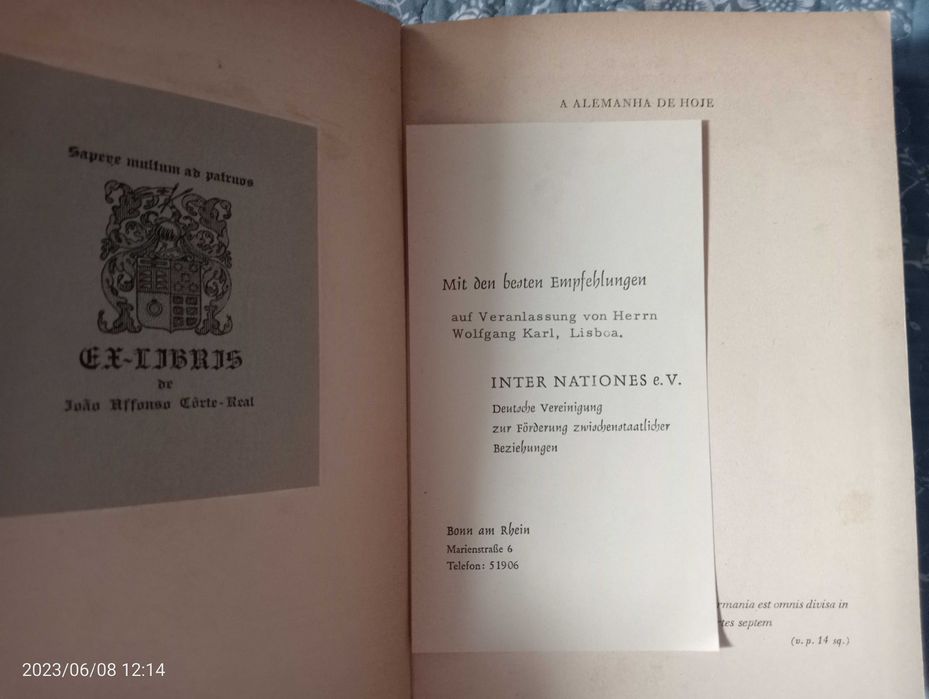 Sapere multum ad patruos
EX-LIBRIS
de
João Affonso Côrte-Real
A ALEMANHA DE HOJE
Mit den besten Empfehlungen
auf Veranlassung von Herrn
Wolfgang Karl, Lisboa.
INTER NATIONES e.V.
Deutsche Vereinigung
zur Förderung zwischenstaatlicher
Beziehungen
Bonn am Rhein
Marienstraße 6
Telefon: 51906
rmania est omnis divisa in
tes septem
(v. p. 14 sq.)
2023/06/08 12:14